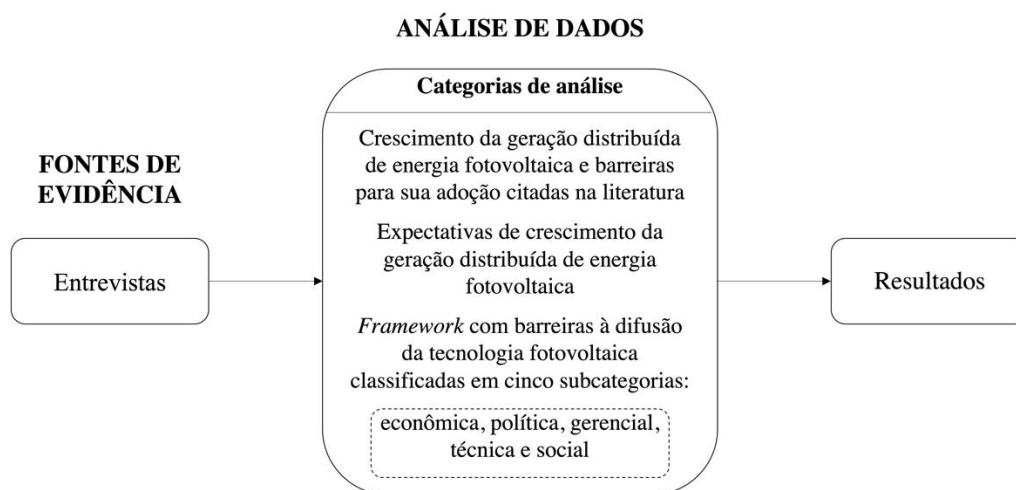 ANÁLISE DE DADOS
Categorias de análise
Crescimento da geração distribuída
de energia fotovoltaica e barreiras
para sua adoção citadas na literatura
Expectativas de crescimento da
geração distribuída de energia
fotovoltaica
Framework com barreiras à difusão
da tecnologia fotovoltaica
classificadas em cinco subcategorias:
econômica, política, gerencial,
técnica e social
FONTES DE
EVIDÊNCIA
Entrevistas
Resultados